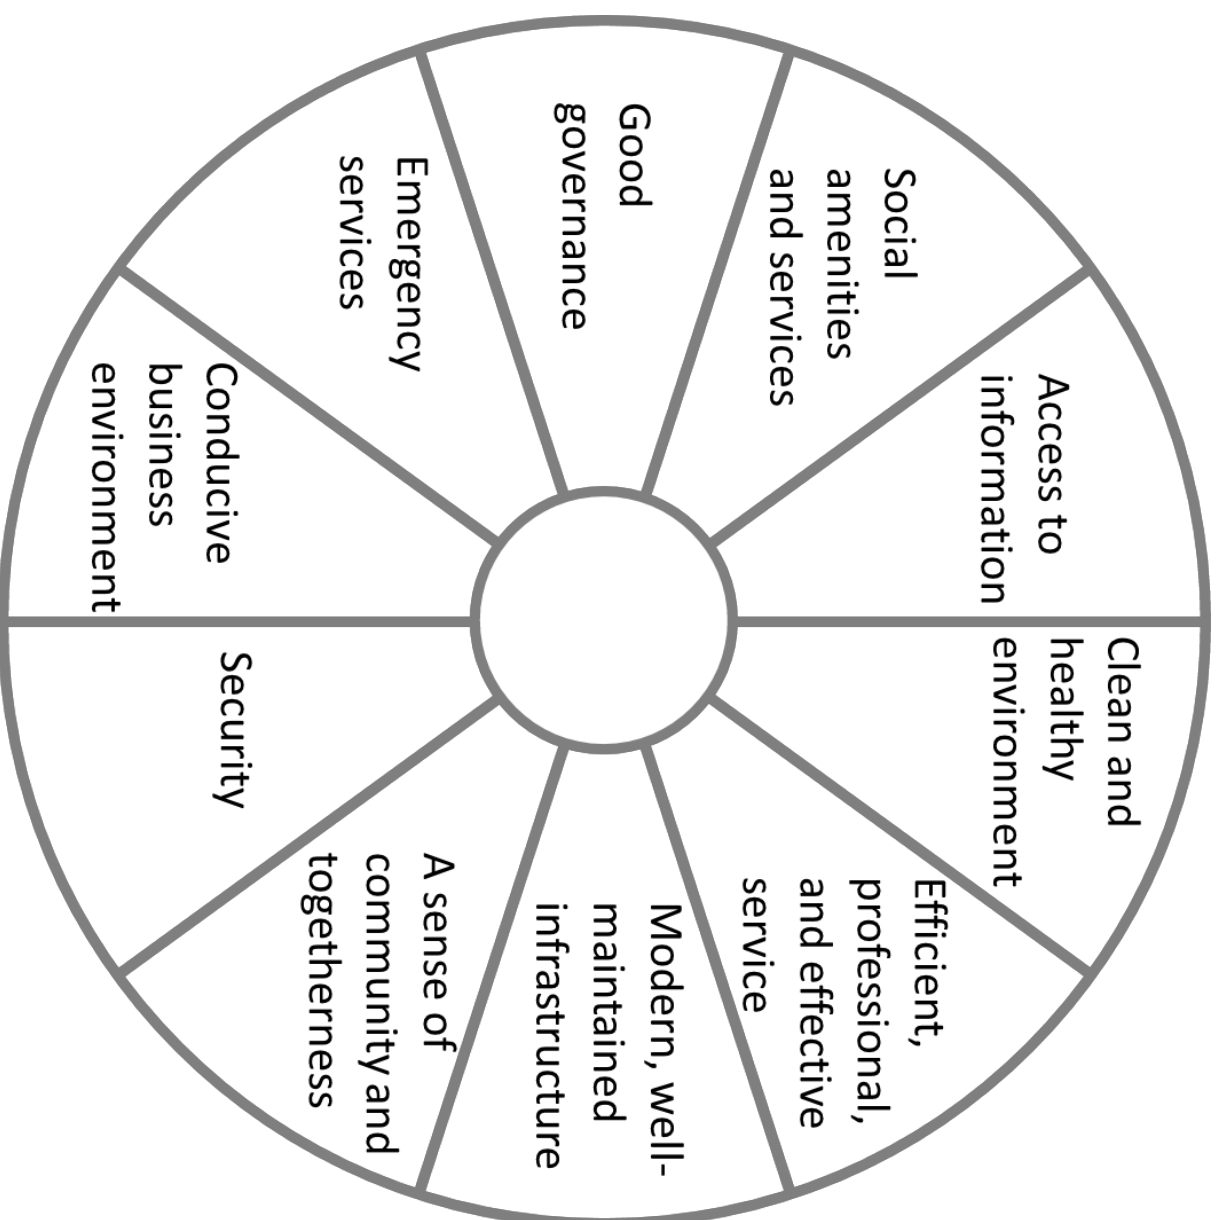 Clean and
healthy
environment
Efficient,
professional,
and effective
service
Modern, well-
maintained
infrastructure
A sense of
community and
togetherness
Security
Conducive
business
environment
Emergency
services
Good
governance
Social
amenities
and services
Access to
information